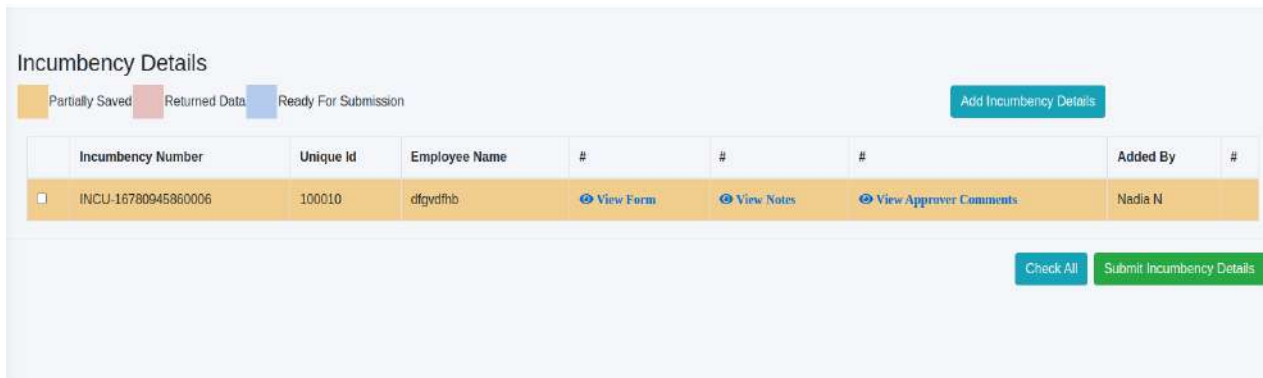 Incumbency Details
Partially Saved Returned Data Ready For Submission Add Incumbency Details
Incumbency Number Unique Id Employee Name # # # Added By #
INCU-16780945860006 100010 dfgvdfhb View Form View Notes View Approver Comments Nadia N
Check All Submit Incumbency Details